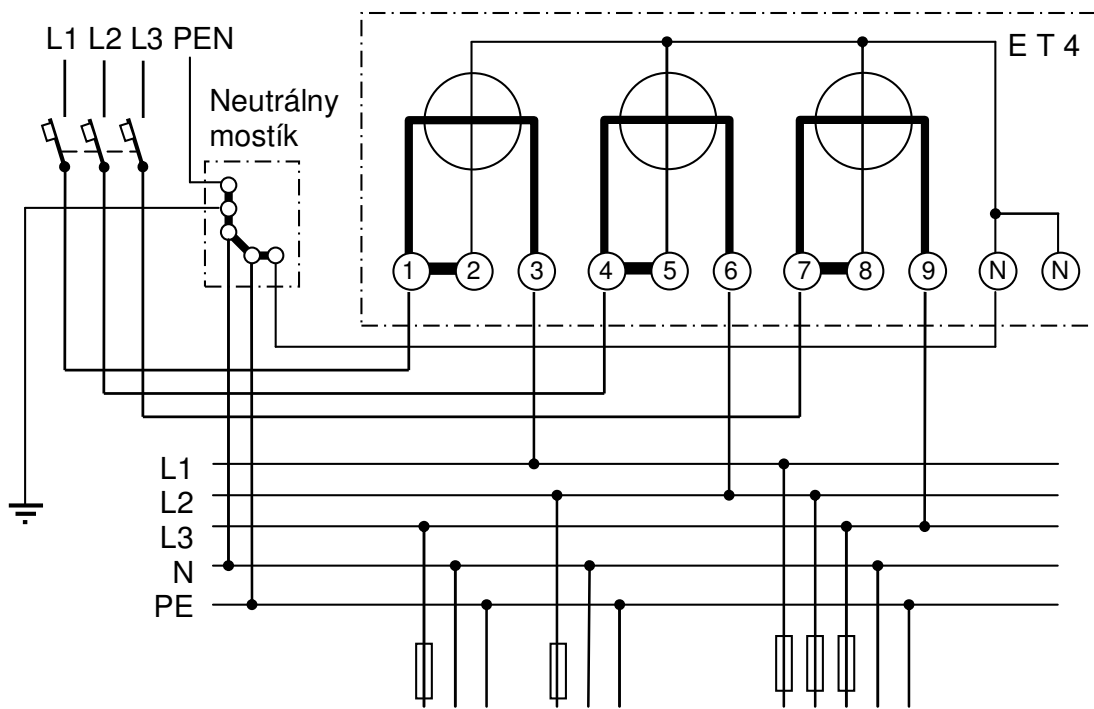 L1 L2 L3 PEN
E T 4
Neutrálny
mostík
1 2 3 4 5 6 7 8 9 N N
L1
L2
L3
N
PE